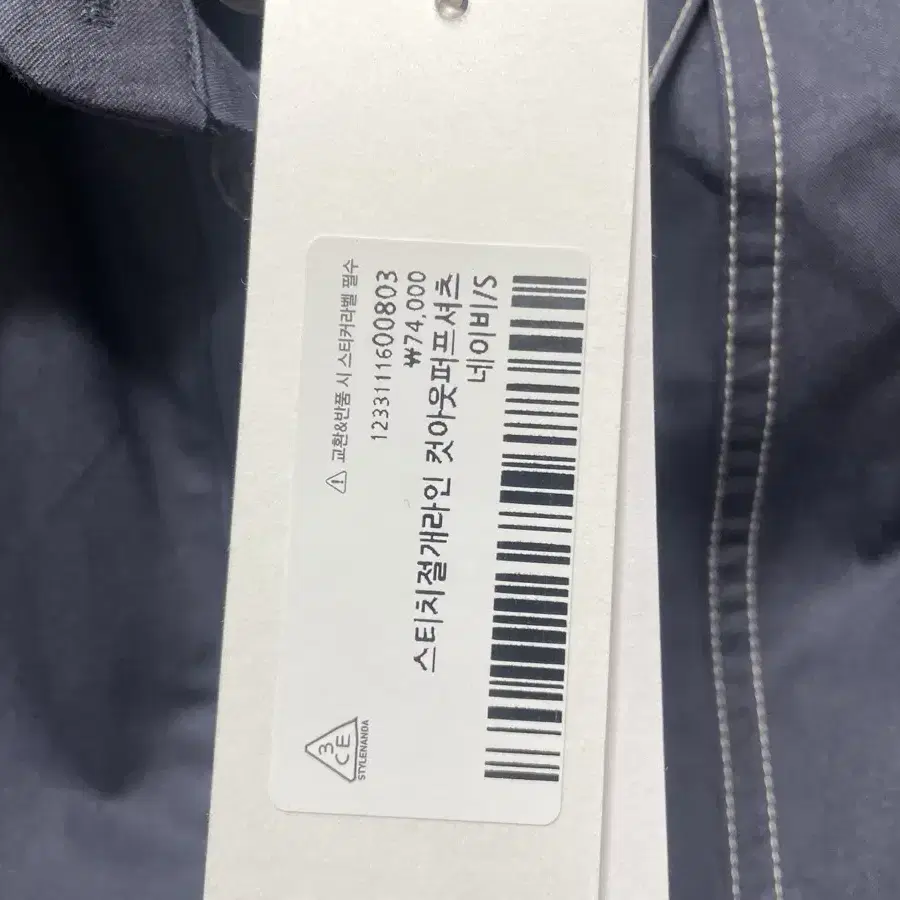 3CE
STYLENANDA
교환&반품 시 스티커라벨 필수
1233111600803
₩74,000
스티치절개라인 컷아웃퍼프셔츠
네이비/S